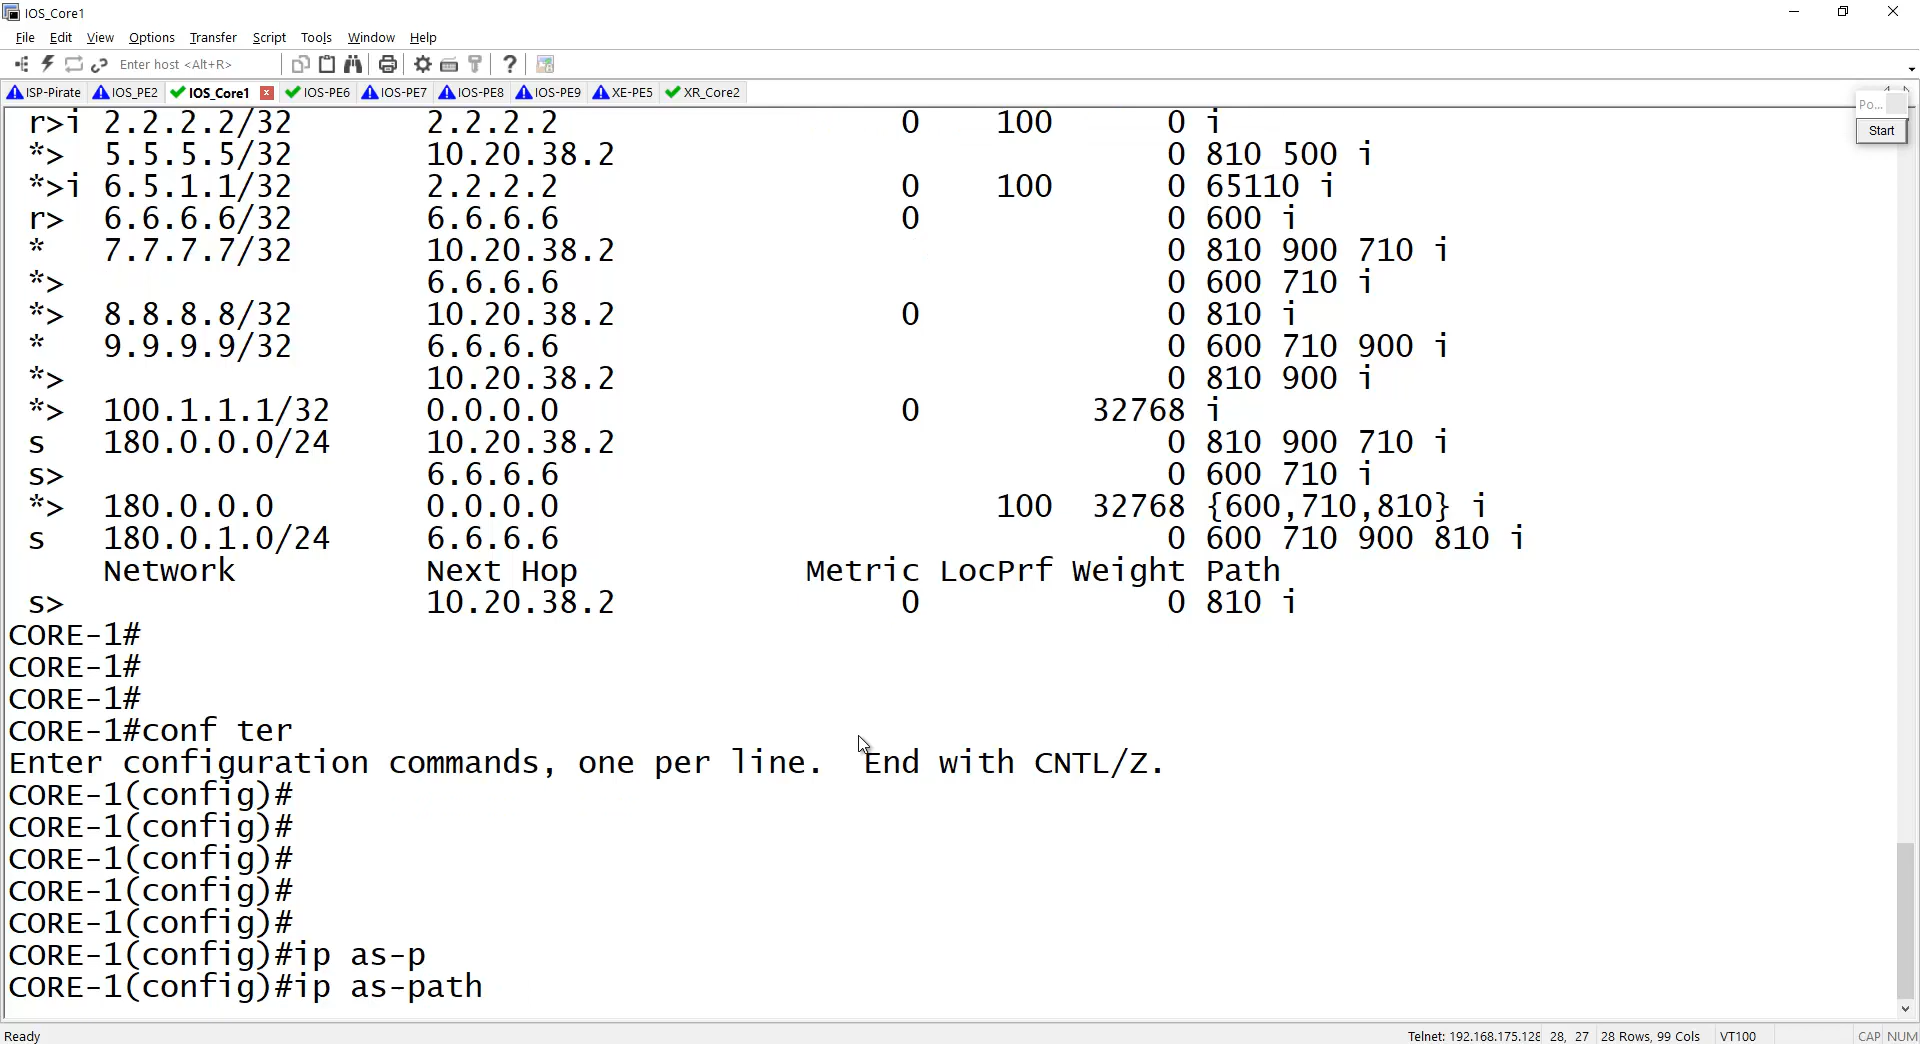 IOS_Core1
File Edit View Options Transfer Script Tools Window Help
Enter host <Alt+R>
ISP-Pirate IOS_PE2 IOS_Core1 IOS-PE6 IOS-PE7 IOS-PE8 IOS-PE9 XE-PE5 XR_Core2
Po...
Start
r>i 2.2.2.2/32 2.2.2.2 0 100 0 i
*> 5.5.5.5/32 10.20.38.2 0 810 500 i
*>i 6.5.1.1/32 2.2.2.2 0 100 0 65110 i
r> 6.6.6.6/32 6.6.6.6 0 0 600 i
* 7.7.7.7/32 10.20.38.2 0 810 900 710 i
*> 6.6.6.6 0 600 710 i
*> 8.8.8.8/32 10.20.38.2 0 0 810 i
* 9.9.9.9/32 6.6.6.6 0 600 710 900 i
*> 10.20.38.2 0 810 900 i
*> 100.1.1.1/32 0.0.0.0 0 32768 i
s 180.0.0.0/24 10.20.38.2 0 810 900 710 i
s> 6.6.6.6 0 600 710 i
*> 180.0.0.0 0.0.0.0 100 32768 {600,710,810} i
s 180.0.1.0/24 6.6.6.6 0 600 710 900 810 i
Network Next Hop Metric LocPrf Weight Path
s> 10.20.38.2 0 0 810 i
CORE-1#
CORE-1#
CORE-1#
CORE-1#conf ter
Enter configuration commands, one per line. End with CNTL/Z.
CORE-1(config)#
CORE-1(config)#
CORE-1(config)#
CORE-1(config)#
CORE-1(config)#
CORE-1(config)#ip as-p
CORE-1(config)#ip as-path
Ready Telnet: 192.168.175.128 28, 27 28 Rows, 99 Cols VT100 CAP NUM